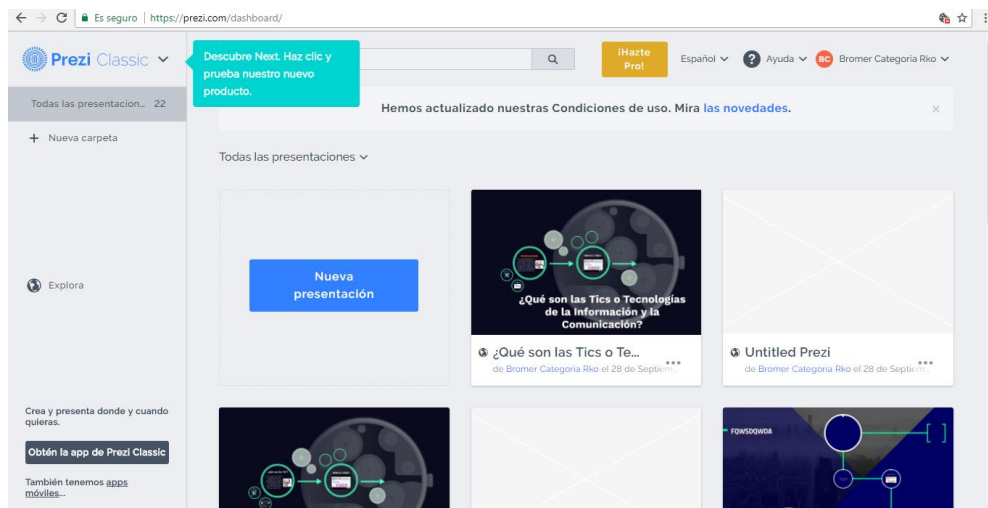 Es seguro | https://prezi.com/dashboard/
Prezi Classic
Descubre Next. Haz clic y
prueba nuestro nuevo
producto.
¡Hazte
Pro!
Español
? Ayuda
BC Bromer Categoria Rko
Todas las presentacion... 22
Hemos actualizado nuestras Condiciones de uso. Mira las novedades.
+ Nueva carpeta
Todas las presentaciones
Nueva
presentación
¿Qué son las Tics o Tecnologías
de la Información y la
Comunicación?
Explora
¿Qué son las Tics o Te...
de Bromer Categoria Rko el 28 de Septiem...
Untitled Prezi
de Bromer Categoria Rko el 28 de Septiem...
Crea y presenta donde y cuando
quieras.
Obtén la app de Prezi Classic
También tenemos apps
móviles...
FQWSDQWDA